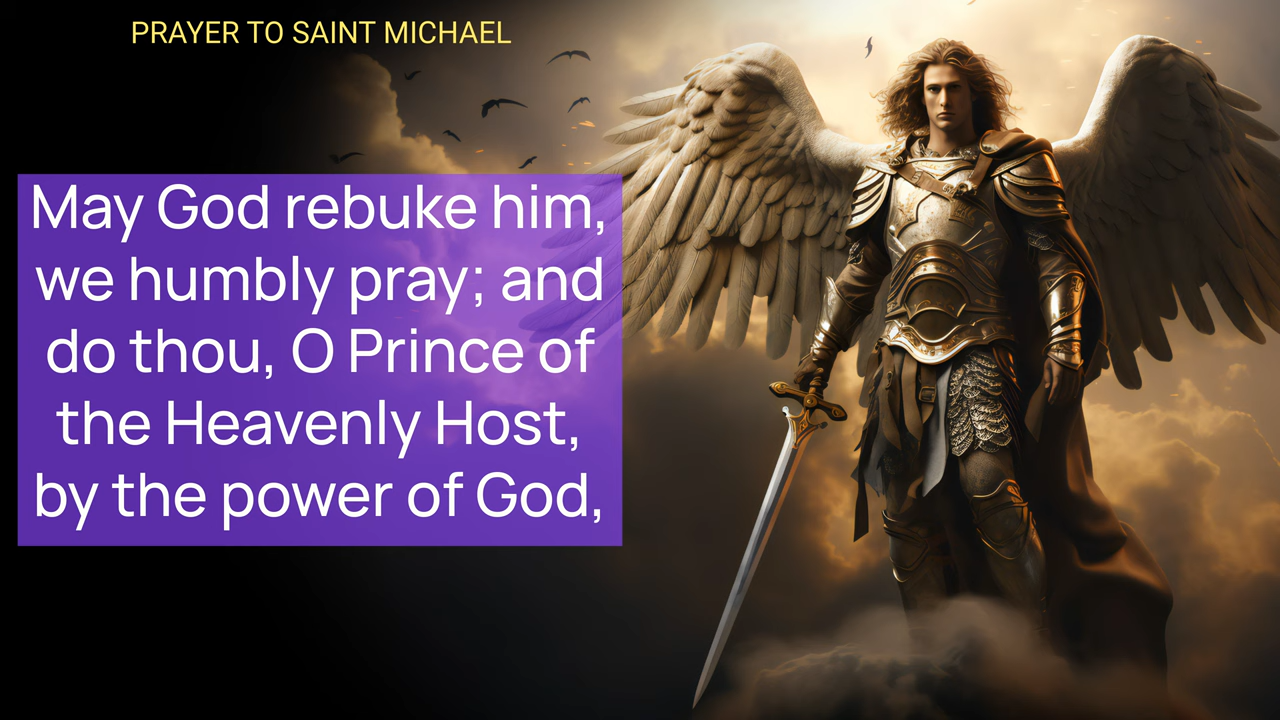 PRAYER TO SAINT MICHAEL
May God rebuke him,
we humbly pray; and
do thou, O Prince of
the Heavenly Host,
by the power of God,